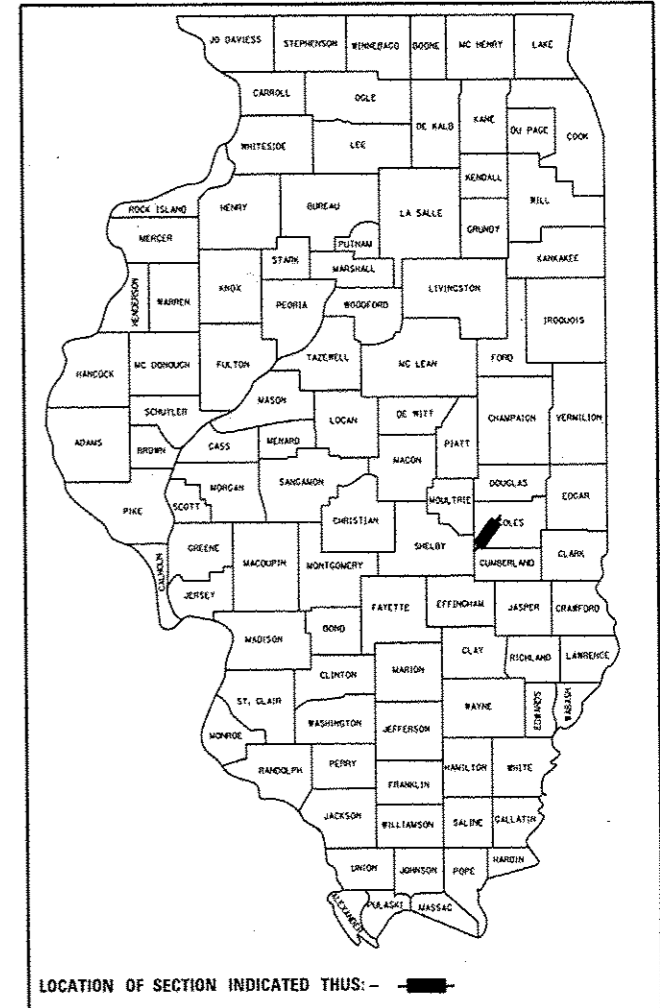 JO DAVIESS STEPHENSON WINNEBAGO BOONE MC HENRY LAKE
CARROLL OGLE DE KALB KANE DU PAGE COOK
WHITESIDE LEE
KENDALL WILL
ROCK ISLAND HENRY BUREAU LA SALLE GRUNDY
MERCER PUTNAM KANKAKEE
STARK MARSHALL
HENDERSON WARREN KNOX PEORIA WOODFORD LIVINGSTON IROQUOIS
HANCOCK MC DONOUGH FULTON TAZEWELL MC LEAN FORD
MASON
SCHUYLER LOGAN DE WITT CHAMPAIGN VERMILION
ADAMS BROWN CASS MENARD MACON PIATT
MORGAN SANGAMON DOUGLAS EDGAR
PIKE SCOTT CHRISTIAN MOULTRIE
OLES
GREENE MACOUPIN MONTGOMERY SHELBY CUMBERLAND CLARK
CALHOUN JERSEY
FAYETTE EFFINGHAM JASPER CRAWFORD
MADISON BOND
CLINTON MARION CLAY RICHLAND LAWRENCE
ST. CLAIR WAYNE EDWARDS WABASH
MONROE WASHINGTON JEFFERSON
RANDOLPH PERRY HAMILTON WHITE
FRANKLIN
JACKSON WILLIAMSON SALINE GALLATIN
UNION JOHNSON POPE HARDIN
ALEXANDER PULASKI MASSAC
LOCATION OF SECTION INDICATED THUS: -